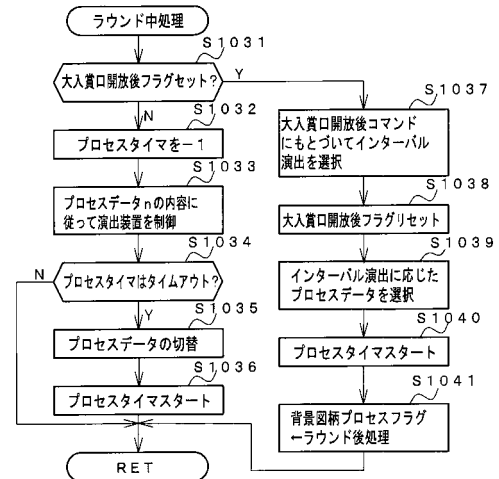 ラウンド中処理
S1031
大入賞口開放後フラグセット?
Y
N
S1032
プロセスタイマを-1
S1033
プロセスデータnの内容に
従って演出装置を制御
S1034
プロセスタイマはタイムアウト?
N
Y
S1035
プロセスデータの切替
S1036
プロセスタイマスタート
RET
S1037
大入賞口開放後コマンド
にもとづいてインターバル
演出を選択
S1038
大入賞口開放後フラグリセット
S1039
インターバル演出に応じた
プロセスデータを選択
S1040
プロセスタイマスタート
S1041
背景図柄プロセスフラグ
←ラウンド後処理